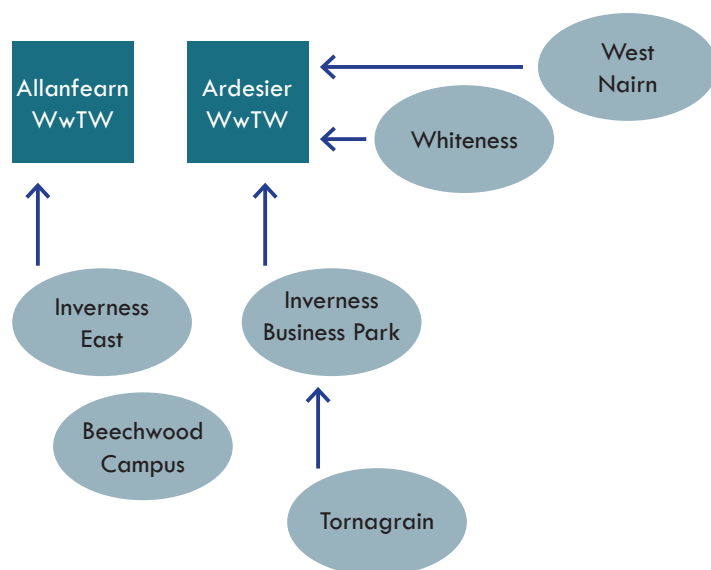 Allanfearn
WwTW
Ardesier
WwTW
West
Nairn
Whiteness
Inverness
East
Inverness
Business Park
Beechwood
Campus
Tornagrain